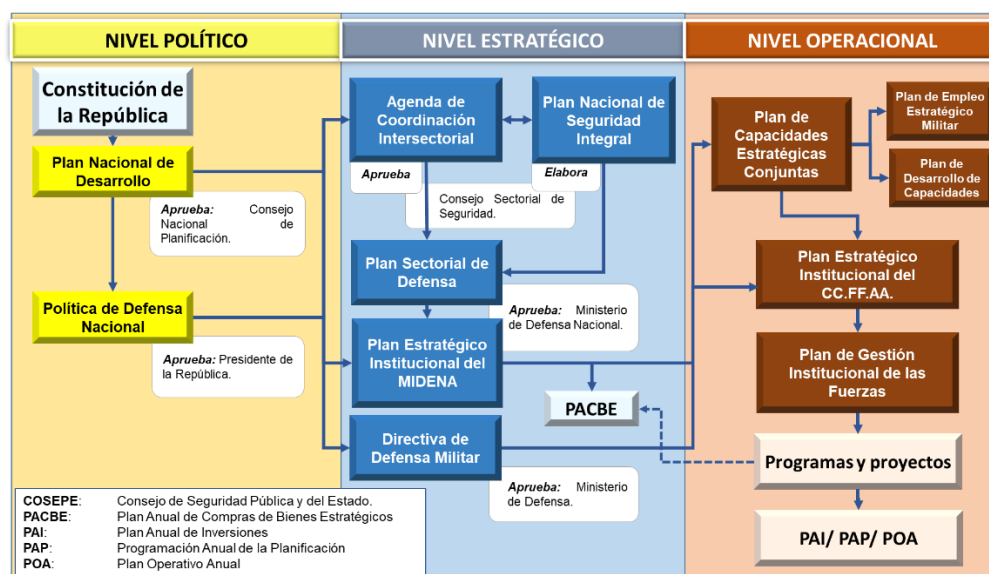 NIVEL POLÍTICO
NIVEL ESTRATÉGICO
NIVEL OPERACIONAL
Constitución de
la República
Plan Nacional de
Desarrollo
Aprueba: Consejo
Nacional de
Planificación.
Política de Defensa
Nacional
Aprueba: Presidente de
la República.
Agenda de
Coordinación
Intersectorial
Plan Nacional de
Seguridad
Integral
Aprueba
Elabora
Consejo Sectorial de
Seguridad.
Plan Sectorial de
Defensa
Aprueba: Ministerio
de Defensa Nacional.
Plan Estratégico
Institucional del
MIDENA
PACBE
Directiva de
Defensa Militar
Aprueba: Ministerio
de Defensa.
Plan de
Capacidades
Estratégicas
Conjuntas
Plan de Empleo
Estratégico
Militar
Plan de
Desarrollo de
Capacidades
Plan Estratégico
Institucional del
CC.FF.AA.
Plan de Gestión
Institucional de las
Fuerzas
Programas y proyectos
PAI/ PAP/ POA
COSEPE: Consejo de Seguridad Pública y del Estado.
PACBE: Plan Anual de Compras de Bienes Estratégicos
PAI: Plan Anual de Inversiones
PAP: Programación Anual de la Planificación
POA: Plan Operativo Anual